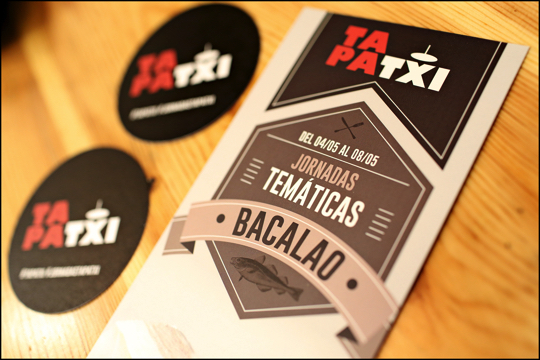 TA
PATXI
TA
PATXI
TA
PATXI
DEL 04/05 AL 08/05
JORNADAS
TEMÁTICAS
BACALAO